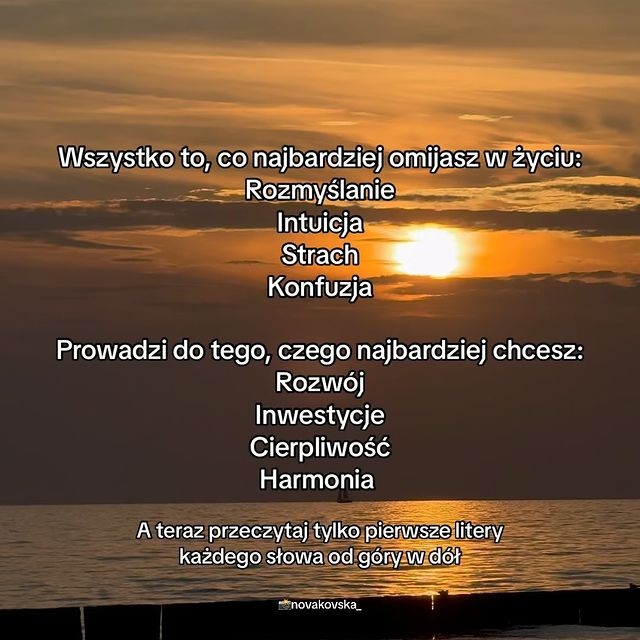 Wszystko to, co najbardziej omijasz w życiu:
Rozmyślanie
Intuicja
Strach
Konfuzja
Prowadzi do tego, czego najbardziej chcesz:
Rozwój
Inwestycje
Cierpliwość
Harmonia
A teraz przeczytaj tylko pierwsze litery
każdego słowa od góry w dół
📸novakovska_